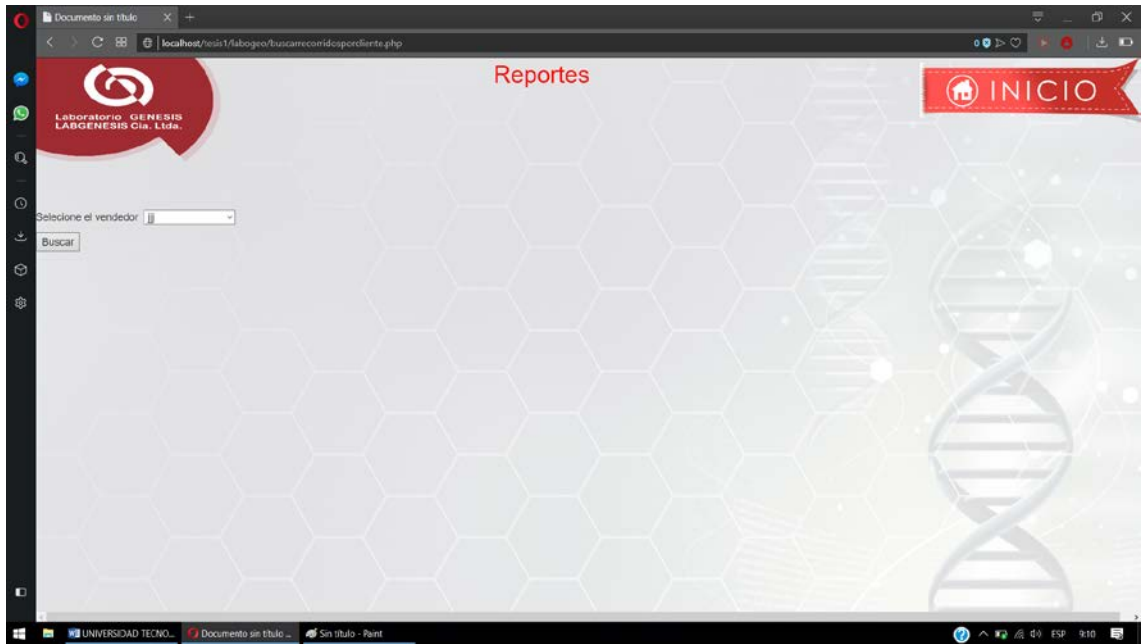 Documento sin título
localhost/tesis1/labogeo/buscarrecorridosporcliente.php
Reportes
INICIO
Laboratorio GENESIS
LABGENESIS Cia. Ltda.
Selecione el vendedor jjj
Buscar
UNIVERSIDAD TECNO...
Documento sin título ...
Sin título - Paint
ESP
9:10